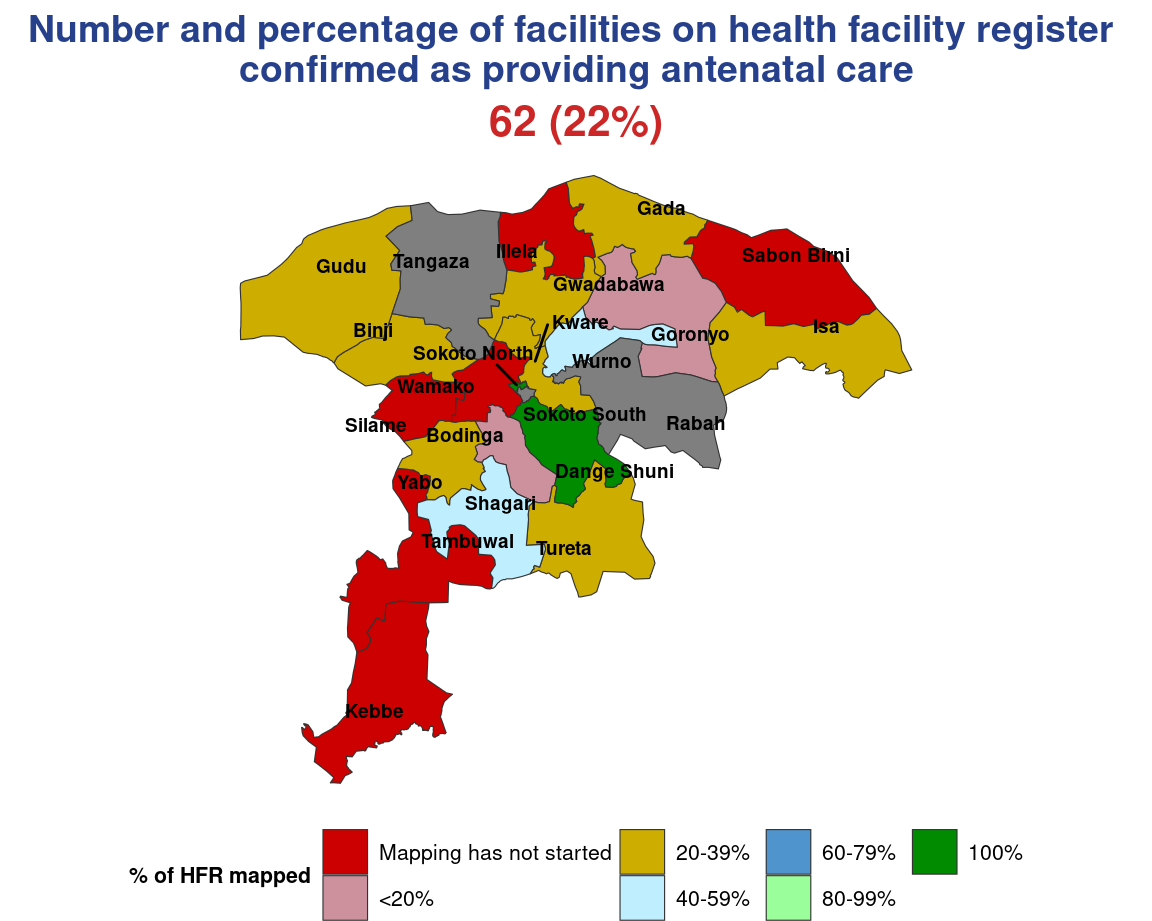 Number and percentage of facilities on health facility register
confirmed as providing antenatal care
62 (22%)
Gada
Illela
Sabon Birni
Tangaza
Gudu
Gwadabawa
Kware
Isa
Binji
Goronyo
Sokoto North
Wurno
Wamako
Sokoto South
Rabah
Silame
Bodinga
Dange Shuni
Yabo
Shagari
Tambuwal
Tureta
Kebbe
% of HFR mapped
Mapping has not started
<20%
20-39%
40-59%
60-79%
80-99%
100%